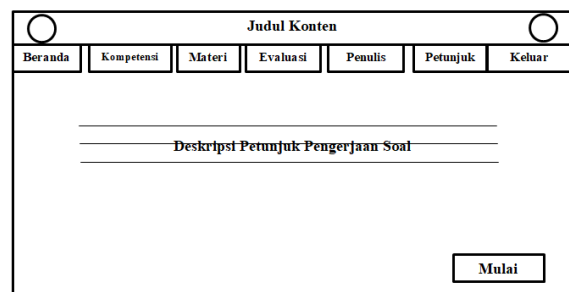 Judul Konten
Beranda Kompetensi Materi Evaluasi Penulis Petunjuk Keluar
Deskripsi Petunjuk Pengerjaan Soal
Mulai